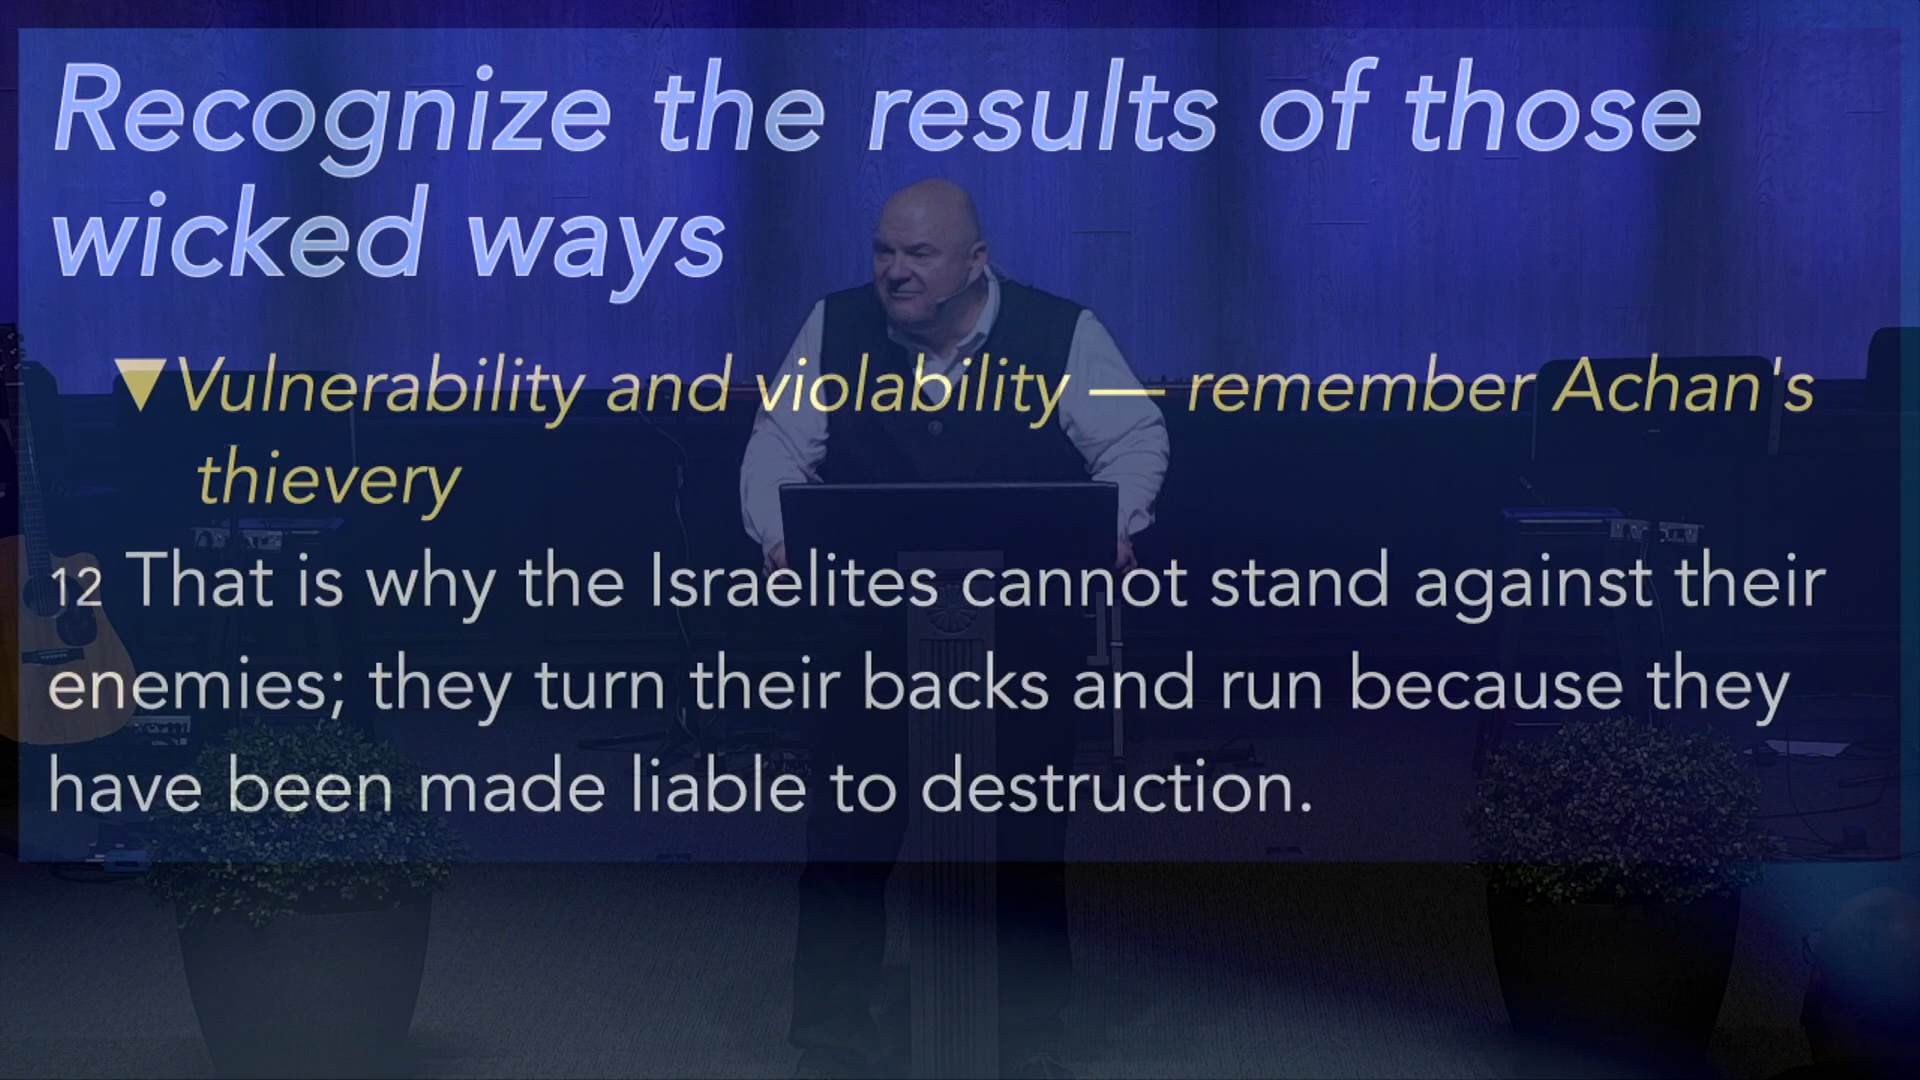 Recognize the results of those
wicked ways
▼Vulnerability and violability — remember Achan's
thievery
12 That is why the Israelites cannot stand against their
enemies; they turn their backs and run because they
have been made liable to destruction.